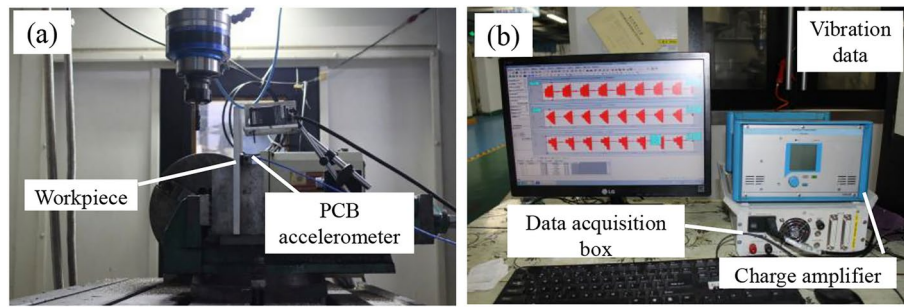 (a)
Workpiece
PCB
accelerometer
(b)
Vibration
data
LG
Data acquisition
box
Charge amplifier